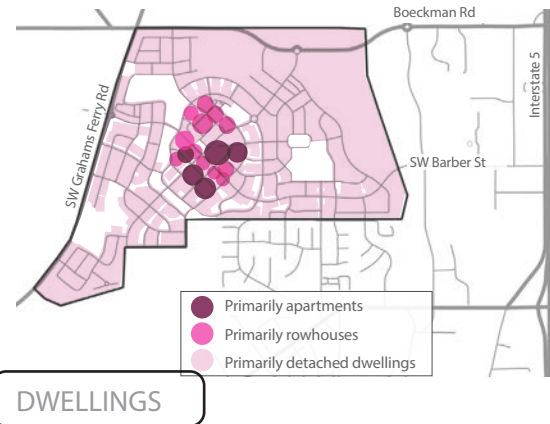 Boeckman Rd
SW Grahams Ferry Rd
Interstate 5
SW Barber St
Primarily apartments
Primarily rowhouses
Primarily detached dwellings
DWELLINGS